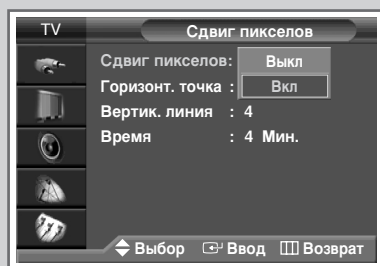 TV
Сдвиг пикселов
Сдвиг пикселов: Выкл
Горизонт. точка : Вкл
Вертик. линия : 4
Время : 4 Мин.
Выбор Ввод Возврат